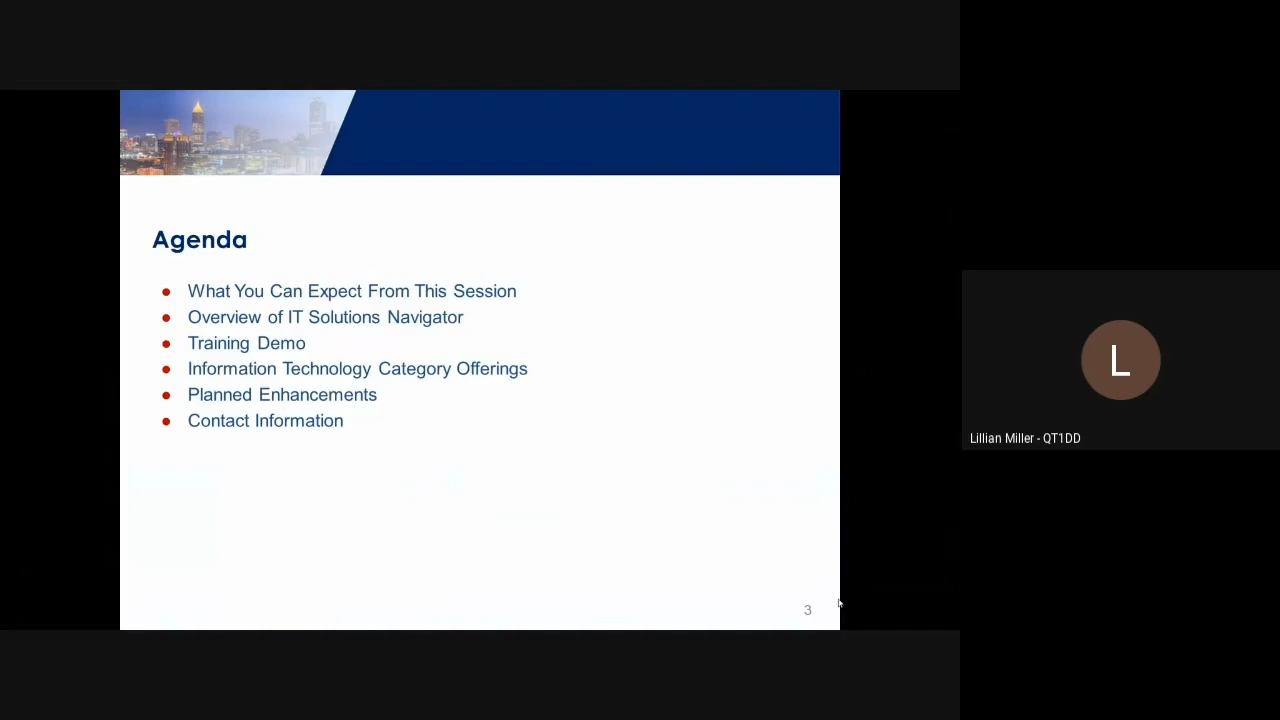 Agenda
● What You Can Expect From This Session
● Overview of IT Solutions Navigator
● Training Demo
● Information Technology Category Offerings
● Planned Enhancements
● Contact Information
3
L
Lillian Miller - QT1DD